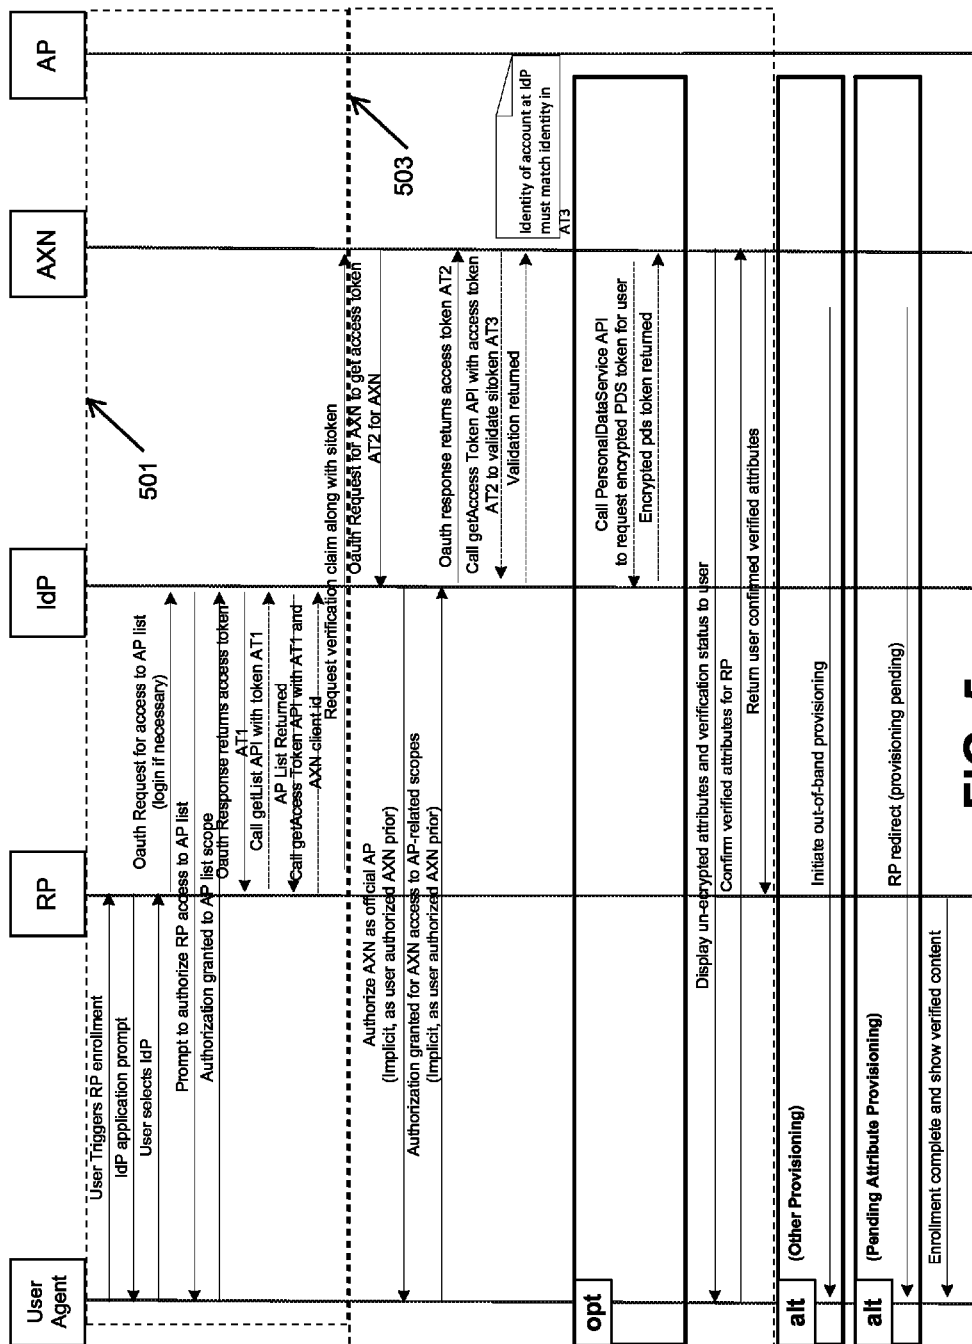 User
Agent
RP
IdP
AXN
AP
501
User Triggers RP enrollment
IdP application prompt
User selects IdP
Oauth Request for access to AP list
(login if necessary)
Prompt to authorize RP access to AP list
Authorization granted to AP list scope
Oauth Response returns access token
AT1
Call getList API with token AT1
AP List Returned
Call getAcess Token API with AT1 and
AXN client id
Request verification claim along with sitoken
503
Oauth Request for AXN to get access token
AT2 for AXN
Authorize AXN as official AP
(Implicit, as user authorized AXN prior)
Authorization granted for AXN access to AP-related scopes
(Implicit, as user authorized AXN prior)
Oauth response returns access token AT2
Call getAccess Token API with access token
AT2 to validate sitoken AT3
Validation returned
Identity of account at IdP
must match identity in
AT3
opt
Call PersonalDataService API
to request encrypted PDS token for user
Encrypted pds token returned
Display un-ecrypted attributes and verification status to user
Confirm verified attributes for RP
Return user confirmed verified attributes
alt
(Other Provisioning)
Initiate out-of-band provisioning
alt
(Pending Attribute Provisioning)
RP redirect (provisioning pending)
Enrollment complete and show verified content